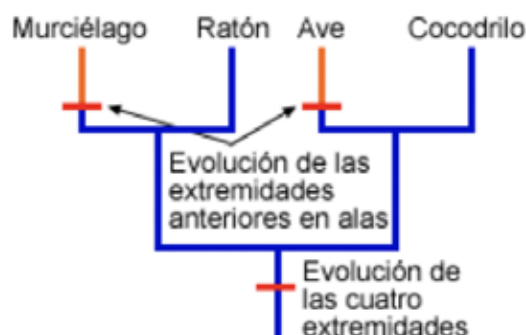 Murciélago Ratón Ave Cocodrilo
Evolución de las
extremidades
anteriores en alas
Evolución de
las cuatro
extremidades